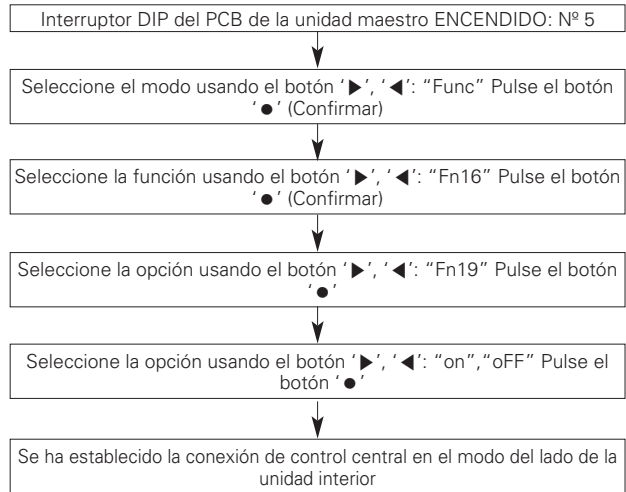 Interruptor DIP del PCB de la unidad maestro ENCENDIDO: Nº 5
Seleccione el modo usando el botón ‘▶’, ‘◀’: “Func” Pulse el botón
‘●’ (Confirmar)
Seleccione la función usando el botón ‘▶’, ‘◀’: “Fn16” Pulse el botón
‘●’ (Confirmar)
Seleccione la opción usando el botón ‘▶’, ‘◀’: “Fn19” Pulse el botón
‘●’
Seleccione la opción usando el botón ‘▶’, ‘◀’: “on”,“oFF” Pulse el
botón ‘●’
Se ha establecido la conexión de control central en el modo del lado de la
unidad interior